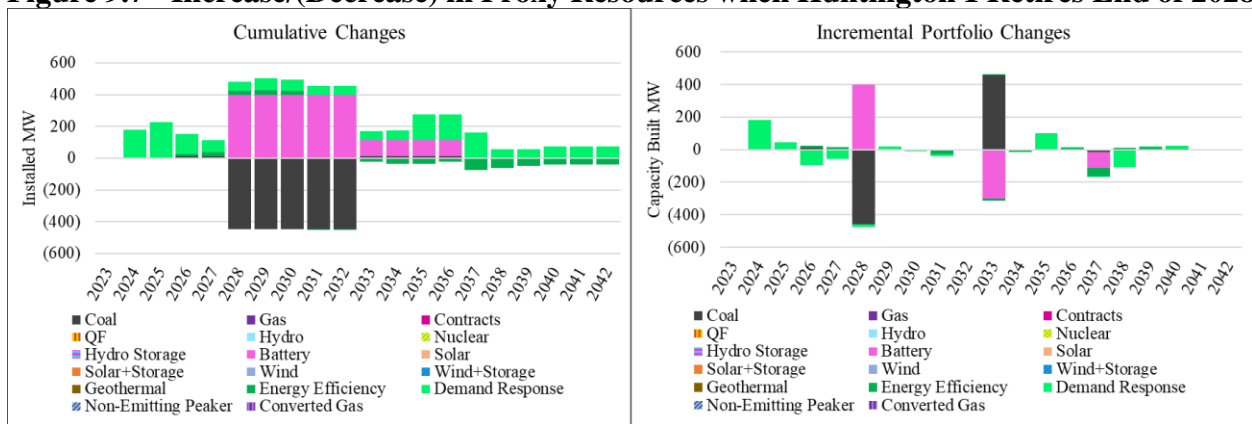 Figure 9.7 – Increase/(Decrease) in Proxy Resources when Huntington 1 Retires End of 2028
Cumulative Changes
Installed MW
600
400
200
0
(200)
(400)
(600)
2023 2024 2025 2026 2027 2028 2029 2030 2031 2032 2033 2034 2035 2036 2037 2038 2039 2040 2041 2042
Coal Gas Contracts
QF Hydro Nuclear
Hydro Storage Battery Solar
Solar+Storage Wind Wind+Storage
Geothermal Energy Efficiency Demand Response
Non-Emitting Peaker Converted Gas
Incremental Portfolio Changes
Capacity Built MW
600
400
200
0
(200)
(400)
(600)
2023 2024 2025 2026 2027 2028 2029 2030 2031 2032 2033 2034 2035 2036 2037 2038 2039 2040 2041 2042
Coal Gas Contracts
QF Hydro Nuclear
Hydro Storage Battery Solar
Solar+Storage Wind Wind+Storage
Geothermal Energy Efficiency Demand Response
Non-Emitting Peaker Converted Gas